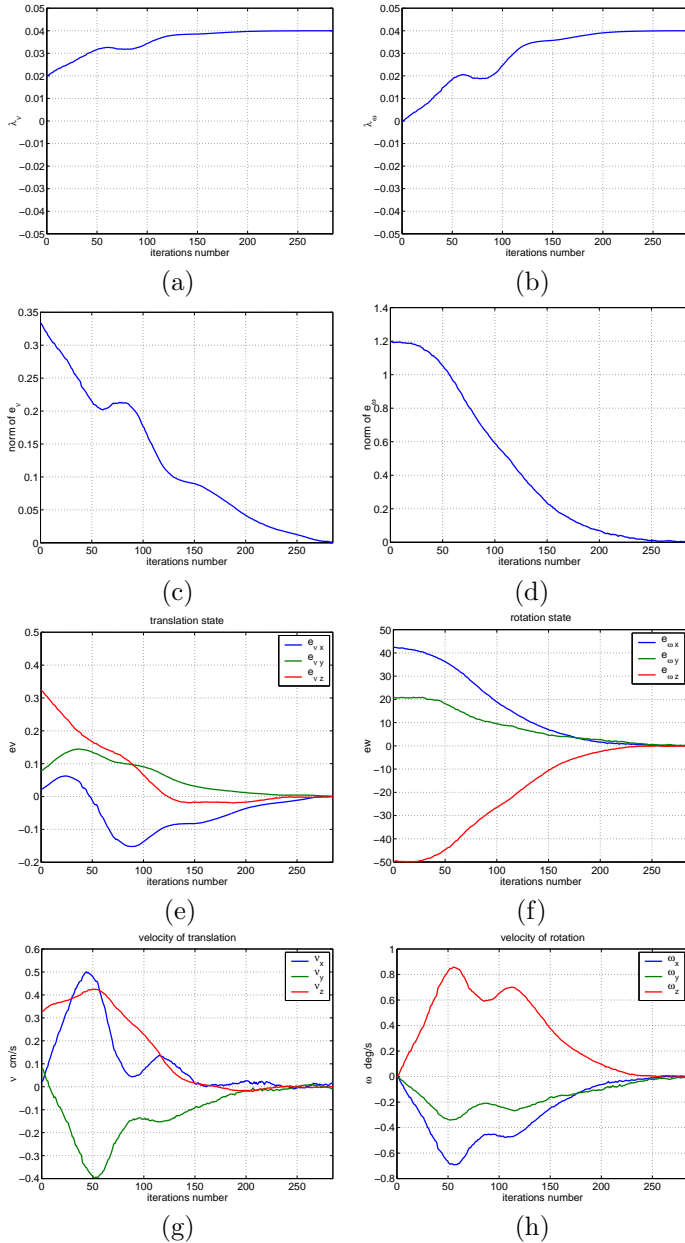 0.05
0.04
0.03
0.02
0.01
0
−0.01
−0.02
−0.03
−0.04
−0.05
λν
0 50 100 150 200 250
iterations number
(a)
0.05
0.04
0.03
0.02
0.01
0
−0.01
−0.02
−0.03
−0.04
−0.05
λω
0 50 100 150 200 250
iterations number
(b)
0.35
0.3
0.25
0.2
0.15
0.1
0.05
0
norm of eν
0 50 100 150 200 250
iterations number
(c)
1.4
1.2
1
0.8
0.6
0.4
0.2
0
norm of eω
0 50 100 150 200 250
iterations number
(d)
translation state
0.5
0.4
0.3
0.2
0.1
0
−0.1
−0.2
ev
eν x
eν y
eν z
0 50 100 150 200 250
iterations number
(e)
rotation state
60
50
40
30
20
10
0
−10
−20
−30
−40
−50
ew
eω x
eω y
eω z
0 50 100 150 200 250
iterations number
(f)
velocity of translation
0.6
0.5
0.4
0.3
0.2
0.1
0
−0.1
−0.2
−0.3
−0.4
ν cm/s
νx
νy
νz
0 50 100 150 200 250
iterations number
(g)
velocity of rotation
1
0.8
0.6
0.4
0.2
0
−0.2
−0.4
−0.6
−0.8
ω deg/s
ωx
ωy
ωz
0 50 100 150 200 250
iterations number
(h)